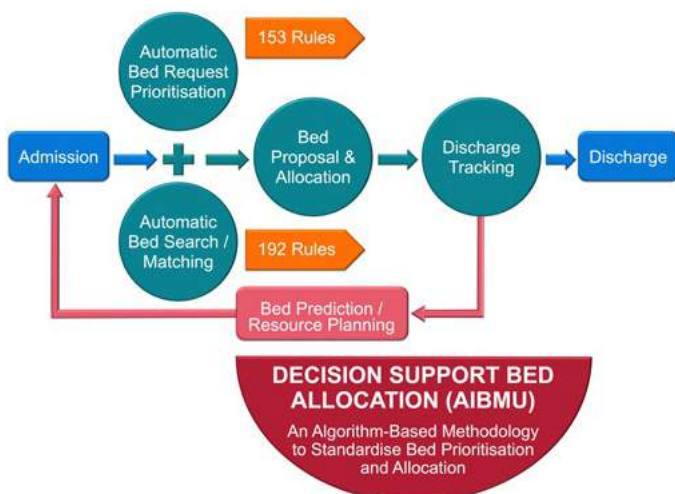 153 Rules
Automatic
Bed Request
Prioritisation
Admission
Bed
Proposal &
Allocation
Discharge
Tracking
Discharge
Automatic
Bed Search /
Matching
192 Rules
Bed Prediction /
Resource Planning
DECISION SUPPORT BED
ALLOCATION (AIBMU)
An Algorithm-Based Methodology
to Standardise Bed Prioritisation
and Allocation